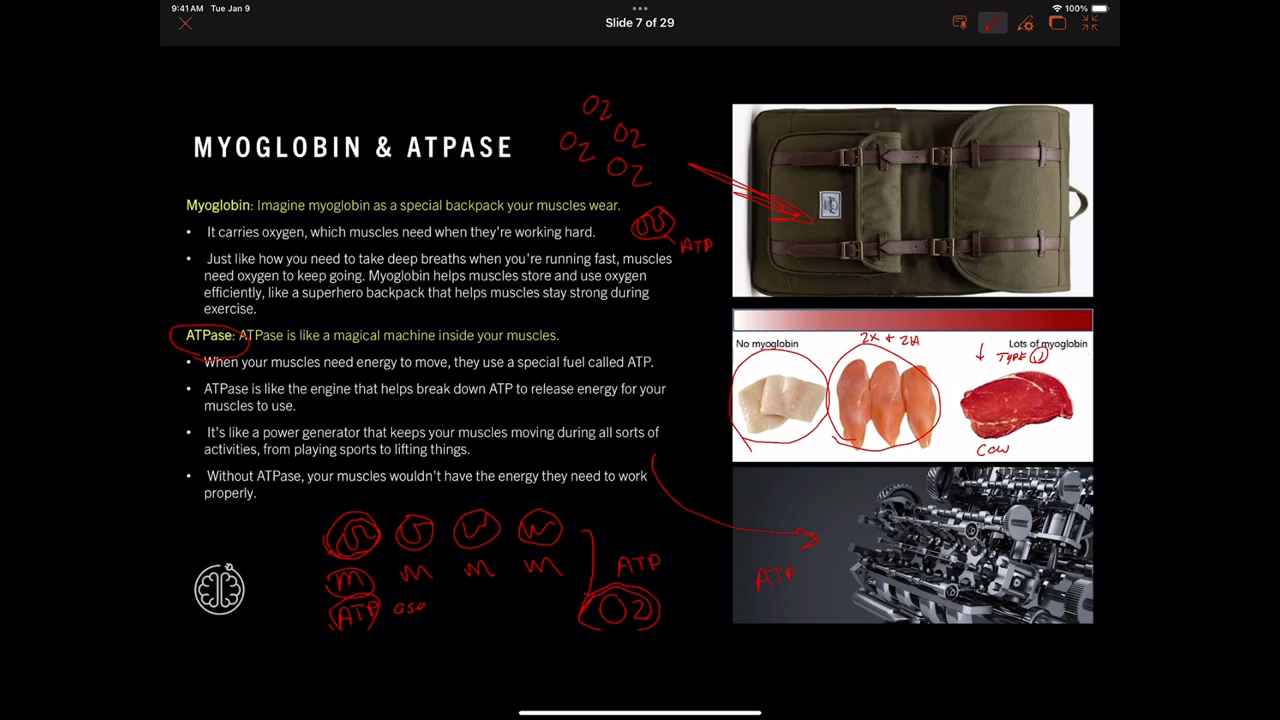 9:41 AM Tue Jan 9
100%
Slide 7 of 29
MYOGLOBIN & ATPASE
Myoglobin: Imagine myoglobin as a special backpack your muscles wear.
• It carries oxygen, which muscles need when they're working hard.
• Just like how you need to take deep breaths when you're running fast, muscles
need oxygen to keep going. Myoglobin helps muscles store and use oxygen
efficiently, like a superhero backpack that helps muscles stay strong during
exercise.
ATPase: ATPase is like a magical machine inside your muscles.
• When your muscles need energy to move, they use a special fuel called ATP.
• ATPase is like the engine that helps break down ATP to release energy for your
muscles to use.
• It's like a power generator that keeps your muscles moving during all sorts of
activities, from playing sports to lifting things.
• Without ATPase, your muscles wouldn't have the energy they need to work
properly.
O2
O2
O2
O2
ATP
m m m m
ATP ase
ATP
O2
No myoglobin
Lots of myoglobin
2X + 2A
TYPE
Cow
ATP